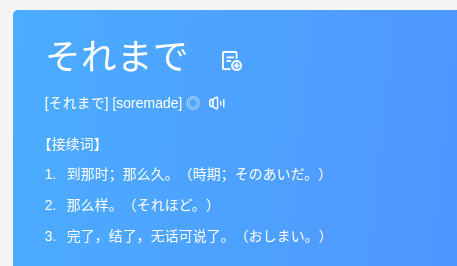 それまで
[それまで] [soremade] ◎
【接续词】
1. 到那时；那么久。（時期；そのあいだ。）
2. 那么样。（それほど。）
3. 完了，结了，无话可说了。（おしまい。）